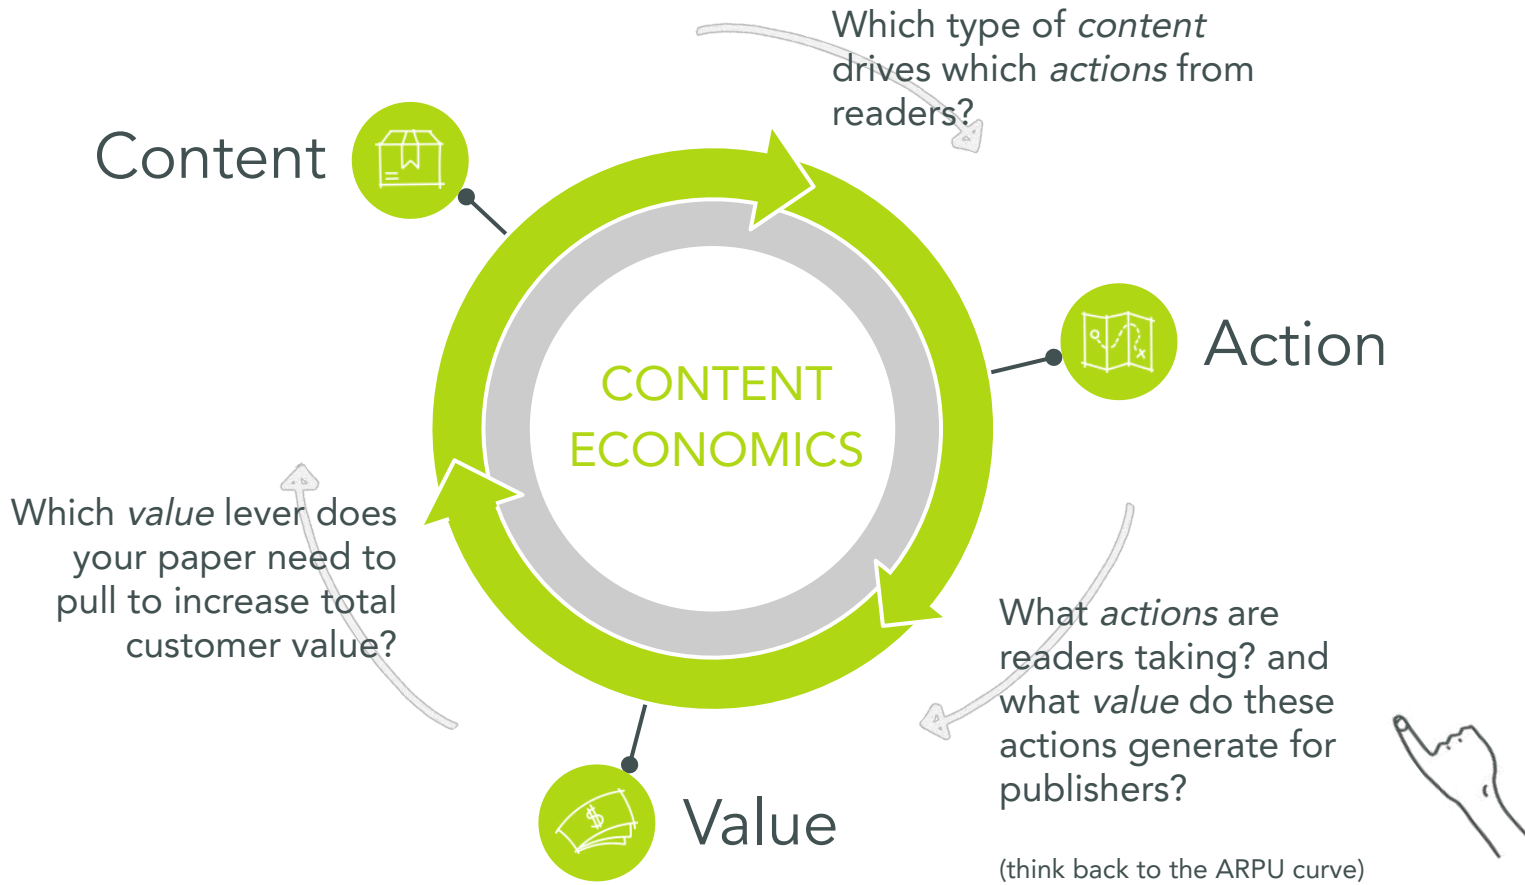 Which type of content
drives which actions from
readers?
Content
Action
CONTENT
ECONOMICS
Which value lever does
your paper need to
pull to increase total
customer value?
What actions are
readers taking? and
what value do these
actions generate for
publishers?
(think back to the ARPU curve)
Value
$